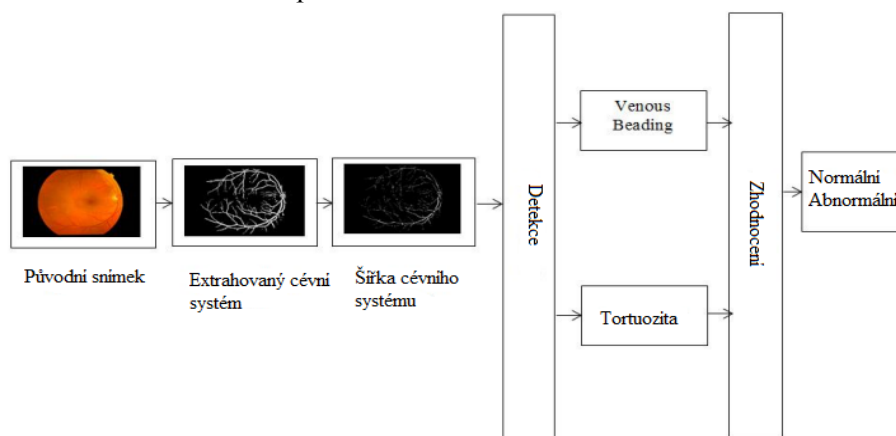 Původní snímek
Extrahovaný cévní
systém
Šířka cévního
systému
Detekce
Venous
Beading
Tortuozita
Zhodnocení
Normální
Abnormální